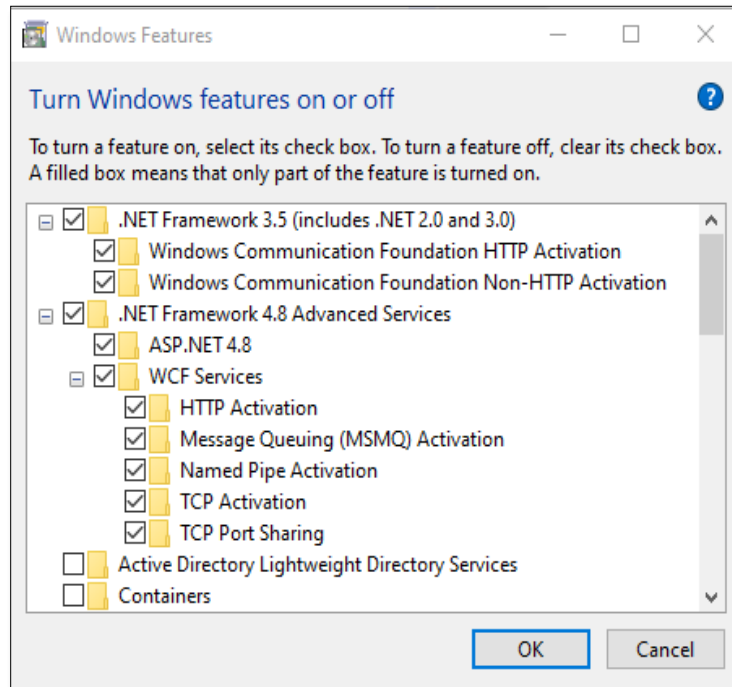 Windows Features
Turn Windows features on or off
?
To turn a feature on, select its check box. To turn a feature off, clear its check box.
A filled box means that only part of the feature is turned on.
.NET Framework 3.5 (includes .NET 2.0 and 3.0)
Windows Communication Foundation HTTP Activation
Windows Communication Foundation Non-HTTP Activation
.NET Framework 4.8 Advanced Services
ASP.NET 4.8
WCF Services
HTTP Activation
Message Queuing (MSMQ) Activation
Named Pipe Activation
TCP Activation
TCP Port Sharing
Active Directory Lightweight Directory Services
Containers
OK Cancel